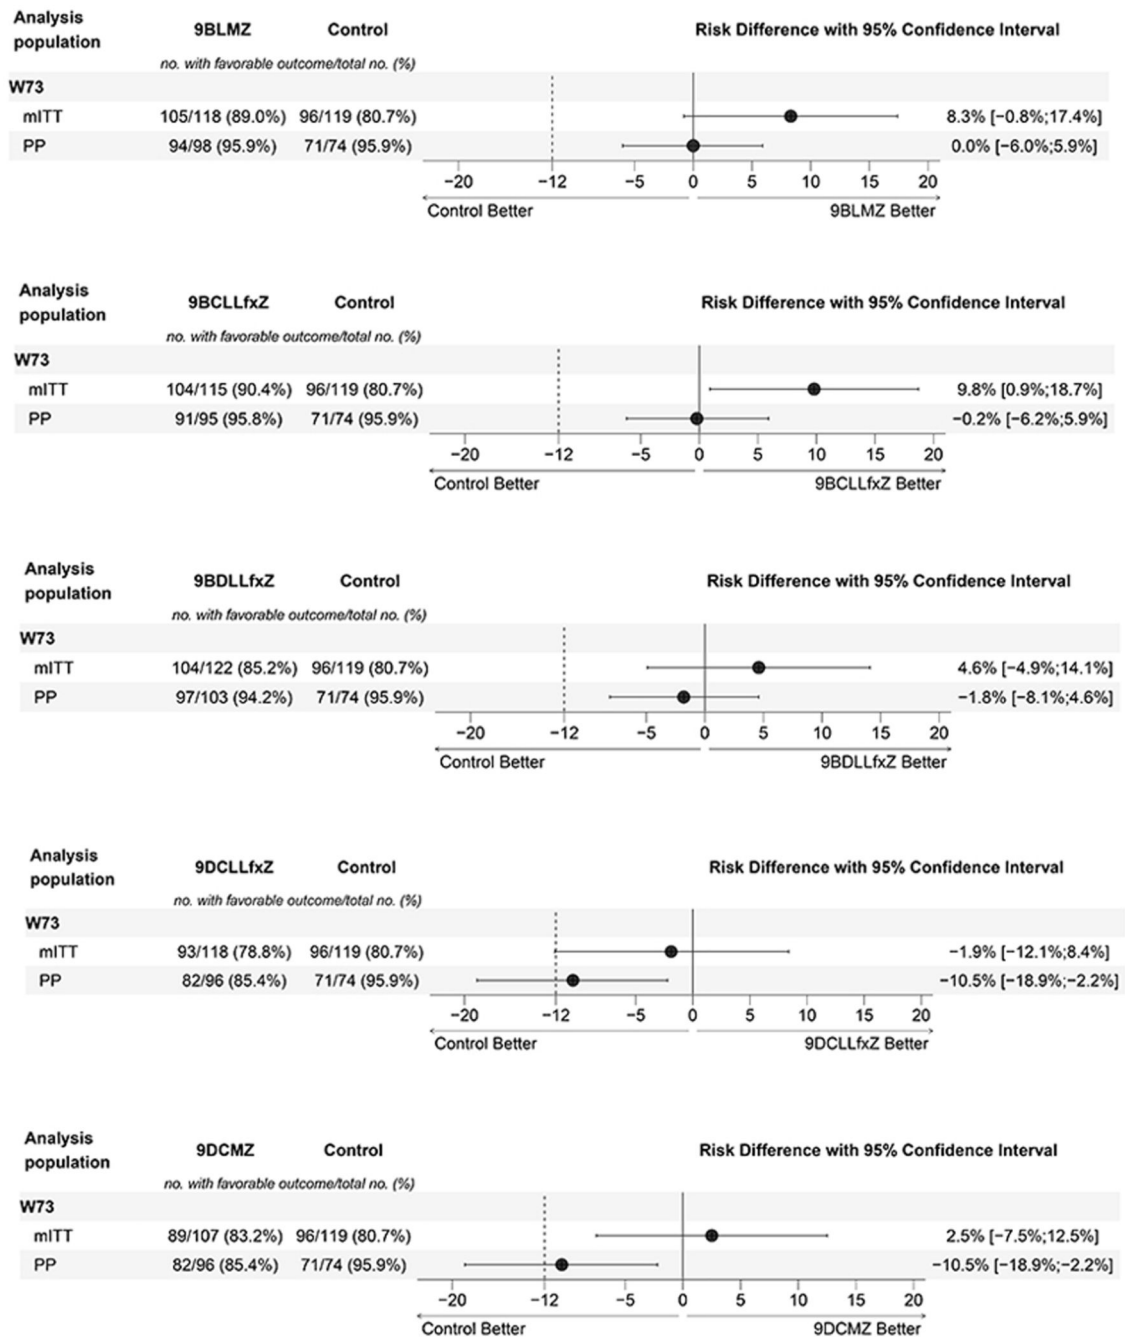 Analysis population 9BLMZ Control Risk Difference with 95% Confidence Interval
no. with favorable outcome/total no. (%)
W73
mITT 105/118 (89.0%) 96/119 (80.7%) 8.3% [−0.8%;17.4%]
PP 94/98 (95.9%) 71/74 (95.9%) 0.0% [−6.0%;5.9%]
−20 −12 −5 0 5 10 15 20
Control Better 9BLMZ Better
Analysis population 9BCLLfxZ Control Risk Difference with 95% Confidence Interval
no. with favorable outcome/total no. (%)
W73
mITT 104/115 (90.4%) 96/119 (80.7%) 9.8% [0.9%;18.7%]
PP 91/95 (95.8%) 71/74 (95.9%) −0.2% [−6.2%;5.9%]
−20 −12 −5 0 5 10 15 20
Control Better 9BCLLfxZ Better
Analysis population 9BDLLfxZ Control Risk Difference with 95% Confidence Interval
no. with favorable outcome/total no. (%)
W73
mITT 104/122 (85.2%) 96/119 (80.7%) 4.6% [−4.9%;14.1%]
PP 97/103 (94.2%) 71/74 (95.9%) −1.8% [−8.1%;4.6%]
−20 −12 −5 0 5 10 15 20
Control Better 9BDLLfxZ Better
Analysis population 9DCLLfxZ Control Risk Difference with 95% Confidence Interval
no. with favorable outcome/total no. (%)
W73
mITT 93/118 (78.8%) 96/119 (80.7%) −1.9% [−12.1%;8.4%]
PP 82/96 (85.4%) 71/74 (95.9%) −10.5% [−18.9%;−2.2%]
−20 −12 −5 0 5 10 15 20
Control Better 9DCLLfxZ Better
Analysis population 9DCMZ Control Risk Difference with 95% Confidence Interval
no. with favorable outcome/total no. (%)
W73
mITT 89/107 (83.2%) 96/119 (80.7%) 2.5% [−7.5%;12.5%]
PP 82/96 (85.4%) 71/74 (95.9%) −10.5% [−18.9%;−2.2%]
−20 −12 −5 0 5 10 15 20
Control Better 9DCMZ Better